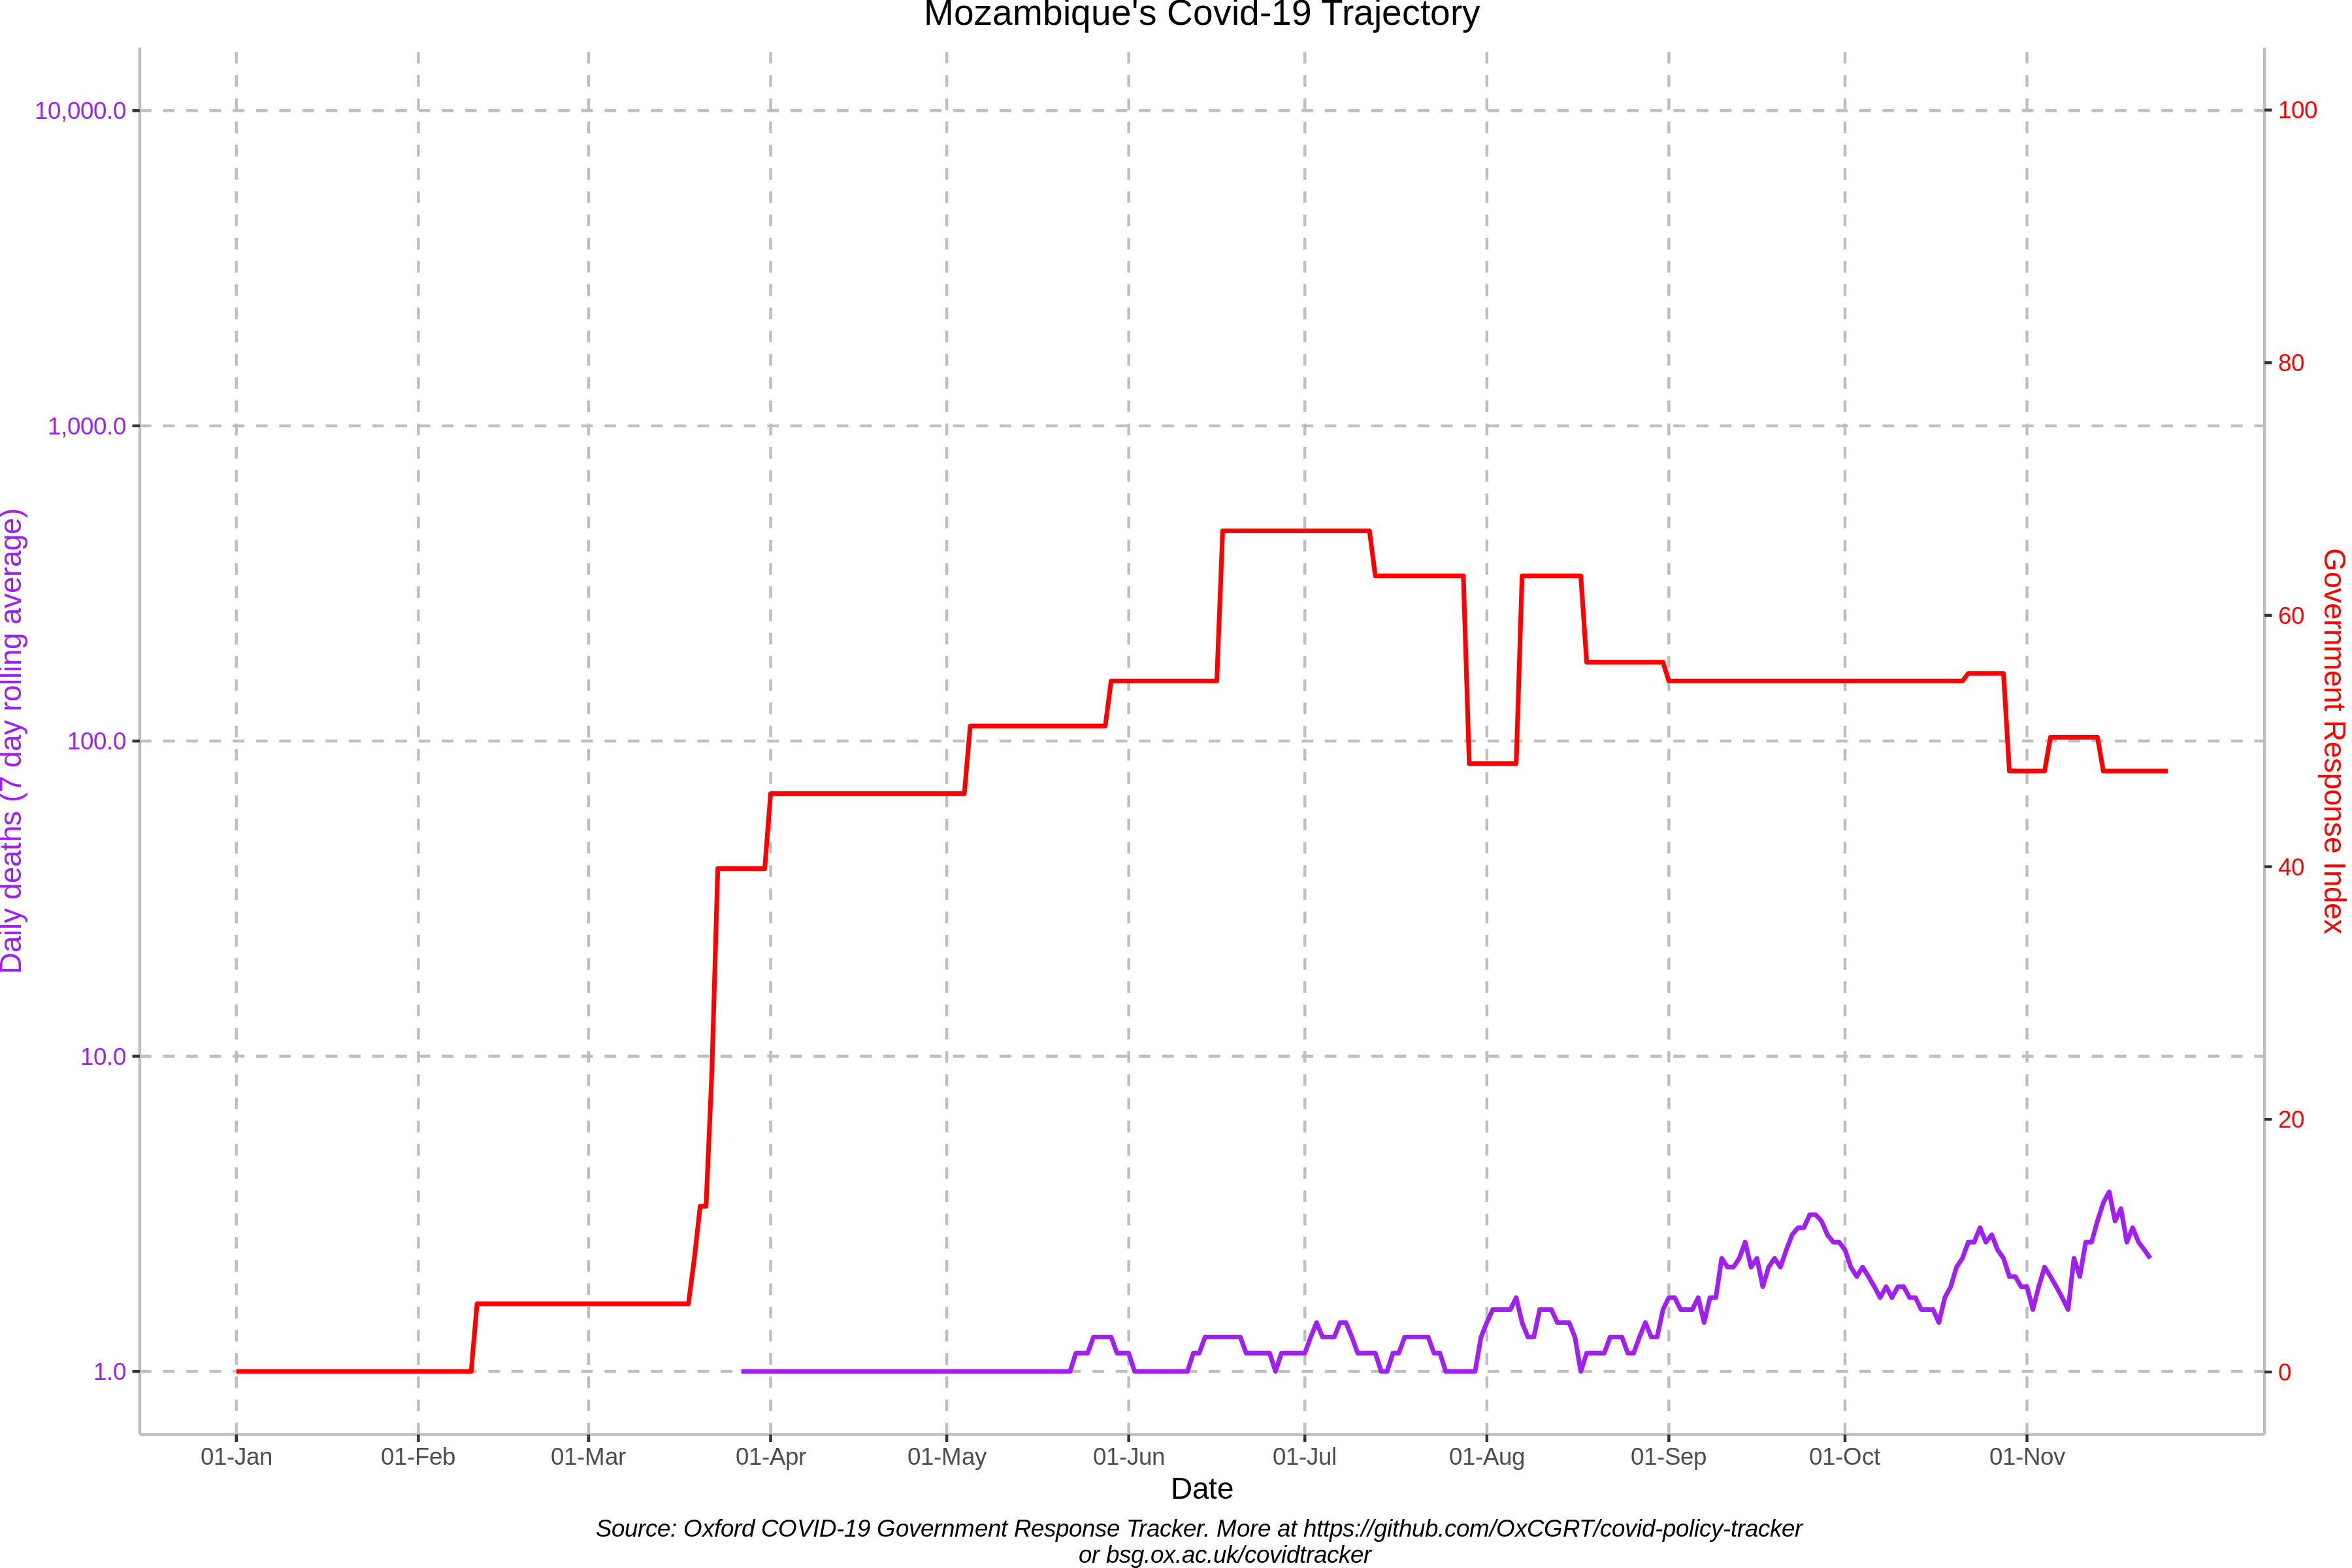 Mozambique's Covid-19 Trajectory
10,000.0
1,000.0
100.0
10.0
1.0
Daily deaths (7 day rolling average)
100
80
60
40
20
0
Government Response Index
01-Jan 01-Feb 01-Mar 01-Apr 01-May 01-Jun 01-Jul 01-Aug 01-Sep 01-Oct 01-Nov
Date
Source: Oxford COVID-19 Government Response Tracker. More at https://github.com/OxCGRT/covid-policy-tracker
or bsg.ox.ac.uk/covidtracker